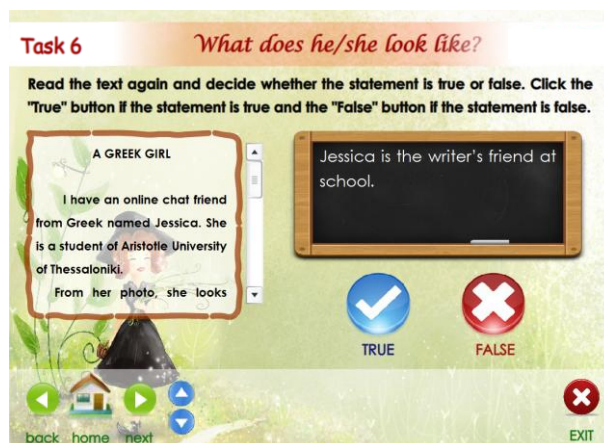 Task 6
What does he/she look like?
Read the text again and decide whether the statement is true or false. Click the
"True" button if the statement is true and the "False" button if the statement is false.
A GREEK GIRL
I have an online chat friend
from Greek named Jessica. She
is a student of Aristotle University
of Thessaloniki.
From her photo, she looks
Jessica is the writer's friend at
school.
TRUE
FALSE
back
home
next
EXIT